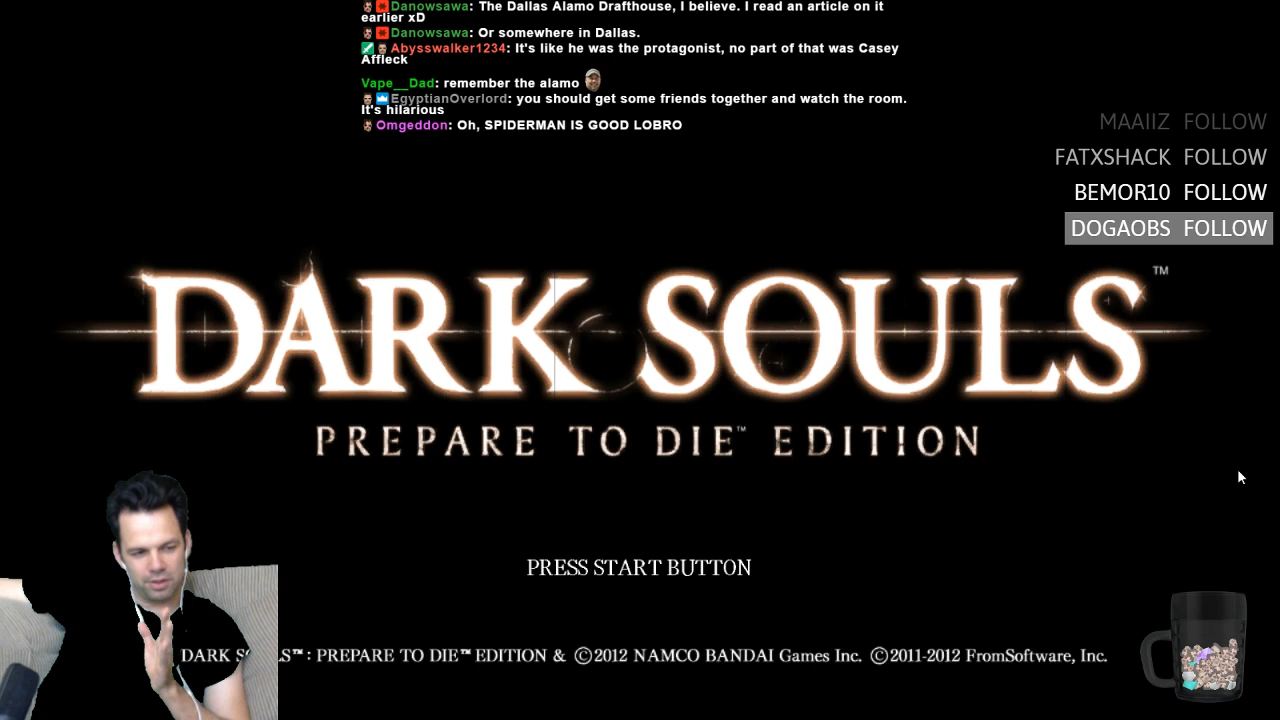 Danowsawa: The Dallas Alamo Drafthouse, I believe. I read an article on it
earlier xD
Danowsawa: Or somewhere in Dallas.
Abysswalker1234: It's like he was the protagonist, no part of that was Casey
Affleck
Vape__Dad: remember the alamo
EgyptianOverlord: you should get some friends together and watch the room.
It's hilarious
Omgeddon: Oh, SPIDERMAN IS GOOD LOBRO
MAAIIZ FOLLOW
FATXSHACK FOLLOW
BEMOR10 FOLLOW
DOGAOBS FOLLOW
DARK SOULS™
PREPARE TO DIE™ EDITION
PRESS START BUTTON
DARK S LS™: PREPARE TO DIE™ EDITION & ©2012 NAMCO BANDAI Games Inc. ©2011-2012 FromSoftware, Inc.